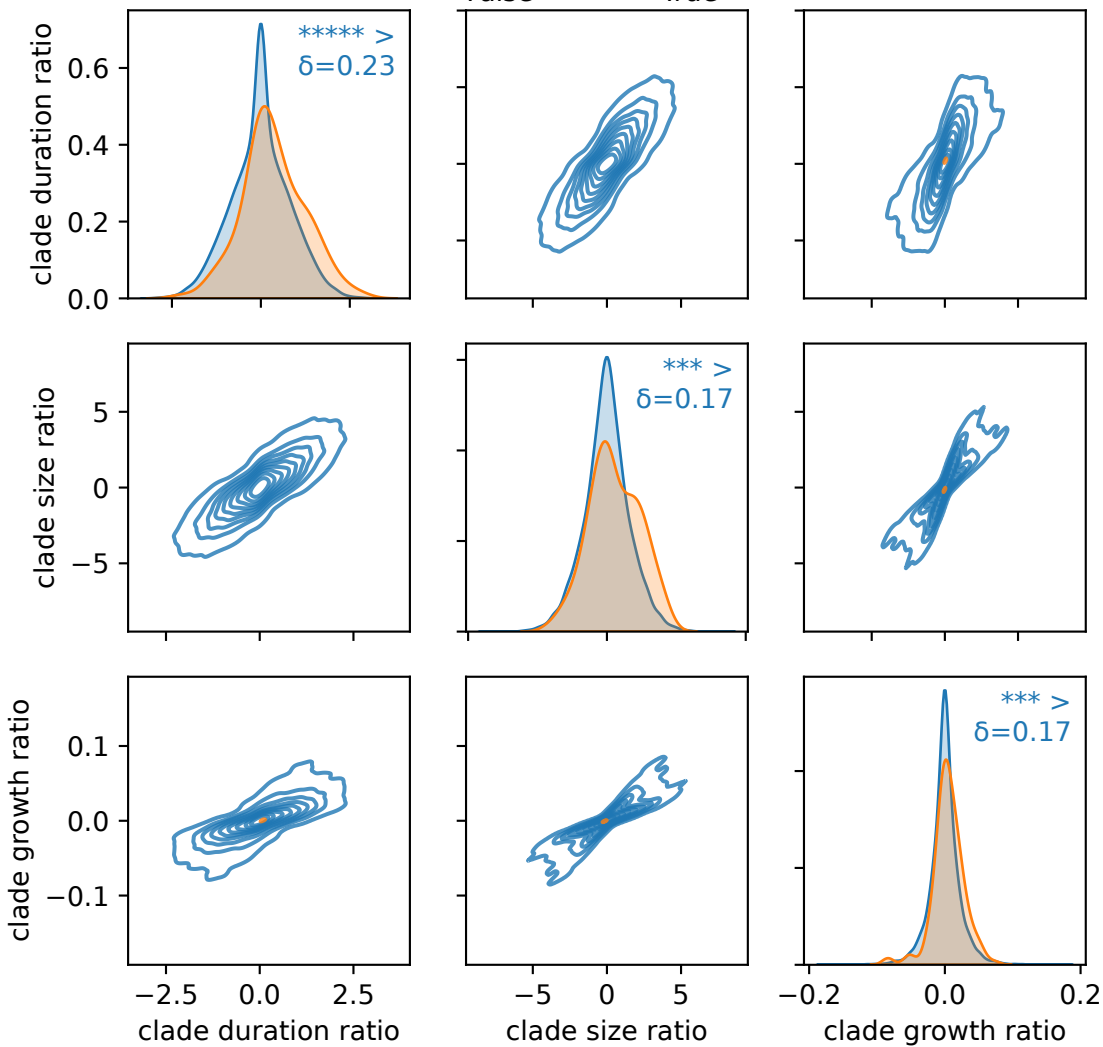 ***** >
δ=0.23
clade duration ratio
0.6
0.4
0.2
0.0
*** >
δ=0.17
clade size ratio
5
0
−5
*** >
δ=0.17
clade growth ratio
0.1
0.0
−0.1
−2.5 0.0 2.5
−5 0 5
−0.2 0.0 0.2
clade duration ratio
clade size ratio
clade growth ratio